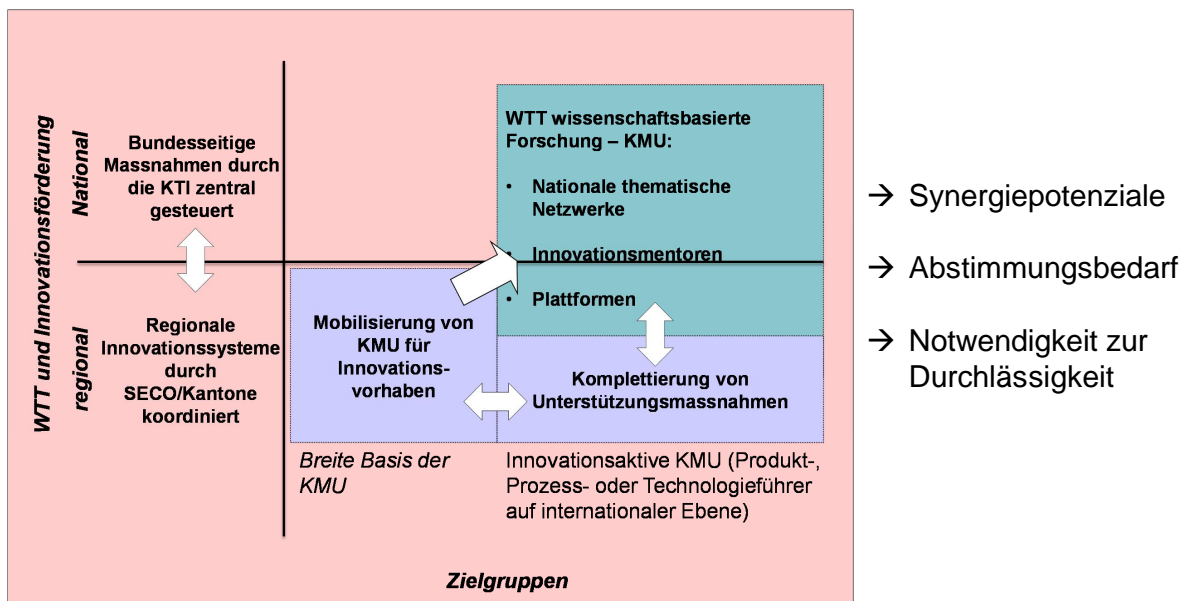 WTT und Innovationsförderung
National
regional
Bundesseitige
Massnahmen durch
die KTI zentral
gesteuert
Regionale
Innovationssysteme
durch
SECO/Kantone
koordiniert
WTT wissenschaftsbasierte
Forschung – KMU:
• Nationale thematische
Netzwerke
• Innovationsmentoren
• Plattformen
Mobilisierung von
KMU für
Innovations-
vorhaben
Komplettierung von
Unterstützungsmassnahmen
Breite Basis der
KMU
Innovationsaktive KMU (Produkt-,
Prozess- oder Technologieführer
auf internationaler Ebene)
Zielgruppen
→ Synergiepotenziale
→ Abstimmungsbedarf
→ Notwendigkeit zur
Durchlässigkeit